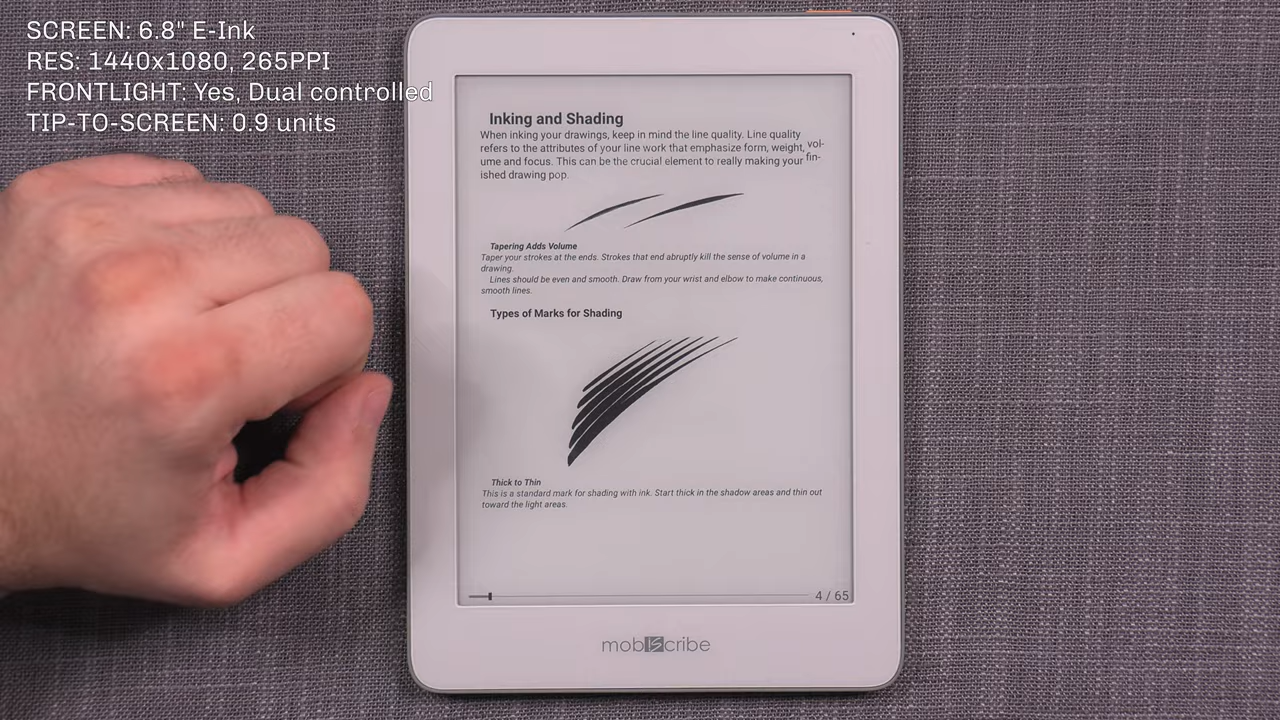 SCREEN: 6.8" E-Ink
RES: 1440x1080, 265PPI
FRONTLIGHT: Yes, Dual controlled
TIP-TO-SCREEN: 0.9 units
Inking and Shading
When inking your drawings, keep in mind the line quality. Line quality
refers to the attributes of your line work that emphasize form, weight, vol-
ume and focus. This can be the crucial element to really making your fin-
ished drawing pop.
Tapering Adds Volume
Taper your strokes at the ends. Strokes that end abruptly kill the sense of volume in a
drawing.
Lines should be even and smooth. Draw from your wrist and elbow to make continuous,
smooth lines.
Types of Marks for Shading
Thick to Thin
This is a standard mark for shading with ink. Start thick in the shadow areas and thin out
toward the light areas.
4 / 65
mobiscribe